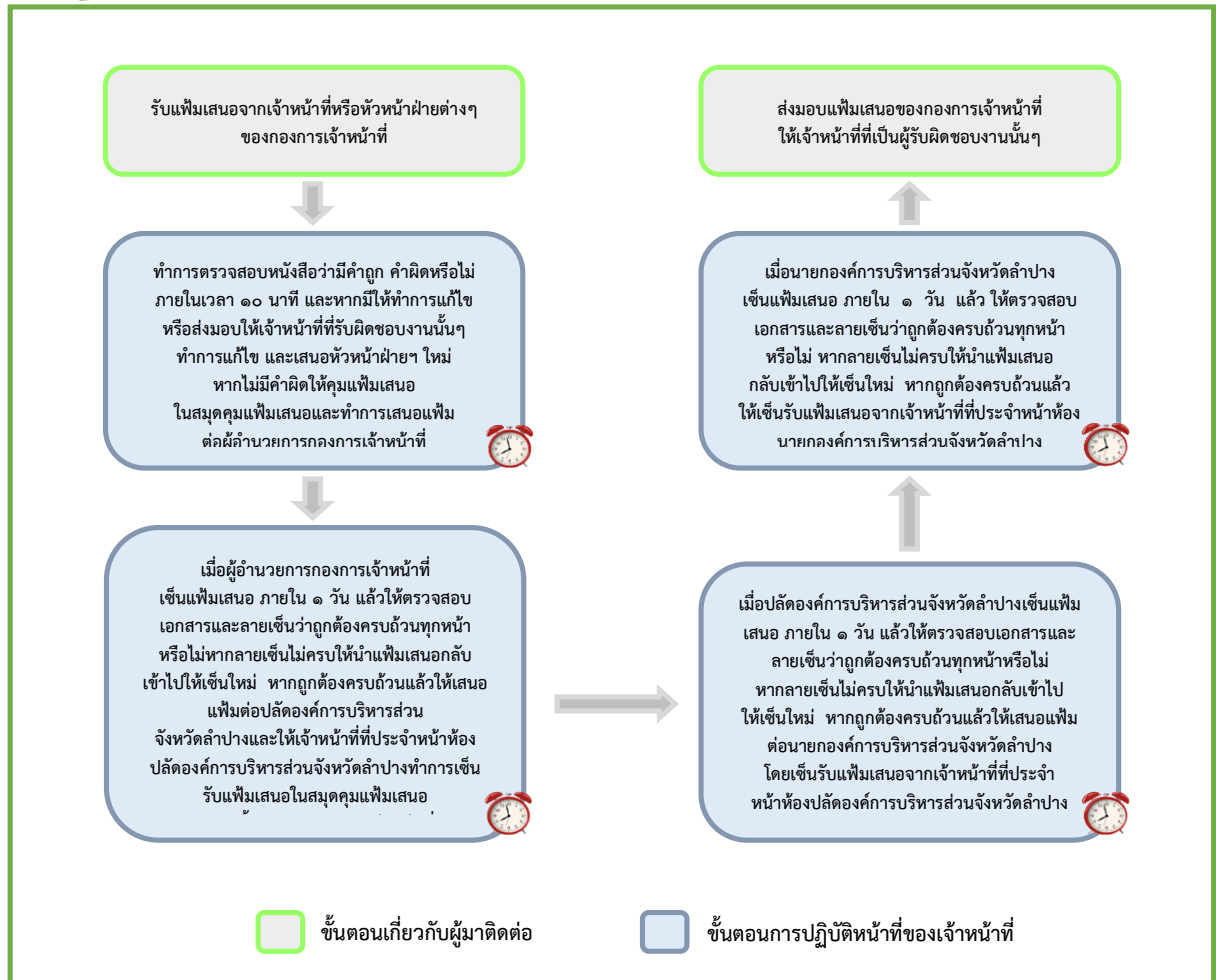 รับแฟ้มเสนอจากเจ้าหน้าที่หรือหัวหน้าฝ่ายต่างๆ
ของกองการเจ้าหน้าที่
ทำการตรวจสอบหนังสือว่ามีคำถูก คำผิดหรือไม่
ภายในเวลา ๑๐ นาที และหากมีให้ทำการแก้ไข
หรือส่งมอบให้เจ้าหน้าที่ที่รับผิดชอบงานนั้นๆ
ทำการแก้ไข และเสนอหัวหน้าฝ่ายฯ ใหม่
หากไม่มีคำผิดให้คุมแฟ้มเสนอ
ในสมุดคุมแฟ้มเสนอและทำการเสนอแฟ้ม
ต่อผู้อำนวยการกองการเจ้าหน้าที่
เมื่อผู้อำนวยการกองการเจ้าหน้าที่
เซ็นแฟ้มเสนอ ภายใน ๑ วัน แล้วให้ตรวจสอบ
เอกสารและลายเซ็นว่าถูกต้องครบถ้วนทุกหน้า
หรือไม่หากลายเซ็นไม่ครบให้นำแฟ้มเสนอกลับ
เข้าไปให้เซ็นใหม่ หากถูกต้องครบถ้วนแล้วให้เสนอ
แฟ้มต่อปลัดองค์การบริหารส่วน
จังหวัดลำปางและให้เจ้าหน้าที่ที่ประจำหน้าห้อง
ปลัดองค์การบริหารส่วนจังหวัดลำปางทำการเซ็น
รับแฟ้มเสนอในสมุดคุมแฟ้มเสนอ
เมื่อปลัดองค์การบริหารส่วนจังหวัดลำปางเซ็นแฟ้ม
เสนอ ภายใน ๑ วัน แล้วให้ตรวจสอบเอกสารและ
ลายเซ็นว่าถูกต้องครบถ้วนทุกหน้าหรือไม่
หากลายเซ็นไม่ครบให้นำแฟ้มเสนอกลับเข้าไป
ให้เซ็นใหม่ หากถูกต้องครบถ้วนแล้วให้เสนอแฟ้ม
ต่อนายกองค์การบริหารส่วนจังหวัดลำปาง
โดยเซ็นรับแฟ้มเสนอจากเจ้าหน้าที่ที่ประจำ
หน้าห้องปลัดองค์การบริหารส่วนจังหวัดลำปาง
เมื่อนายกองค์การบริหารส่วนจังหวัดลำปาง
เซ็นแฟ้มเสนอ ภายใน ๑ วัน แล้ว ให้ตรวจสอบ
เอกสารและลายเซ็นว่าถูกต้องครบถ้วนทุกหน้า
หรือไม่ หากลายเซ็นไม่ครบให้นำแฟ้มเสนอ
กลับเข้าไปให้เซ็นใหม่ หากถูกต้องครบถ้วนแล้ว
ให้เซ็นรับแฟ้มเสนอจากเจ้าหน้าที่ที่ประจำหน้าห้อง
นายกองค์การบริหารส่วนจังหวัดลำปาง
ส่งมอบแฟ้มเสนอของกองการเจ้าหน้าที่
ให้เจ้าหน้าที่ที่เป็นผู้รับผิดชอบงานนั้นๆ
ขั้นตอนเกี่ยวกับผู้มาติดต่อ
ขั้นตอนการปฏิบัติหน้าที่ของเจ้าหน้าที่